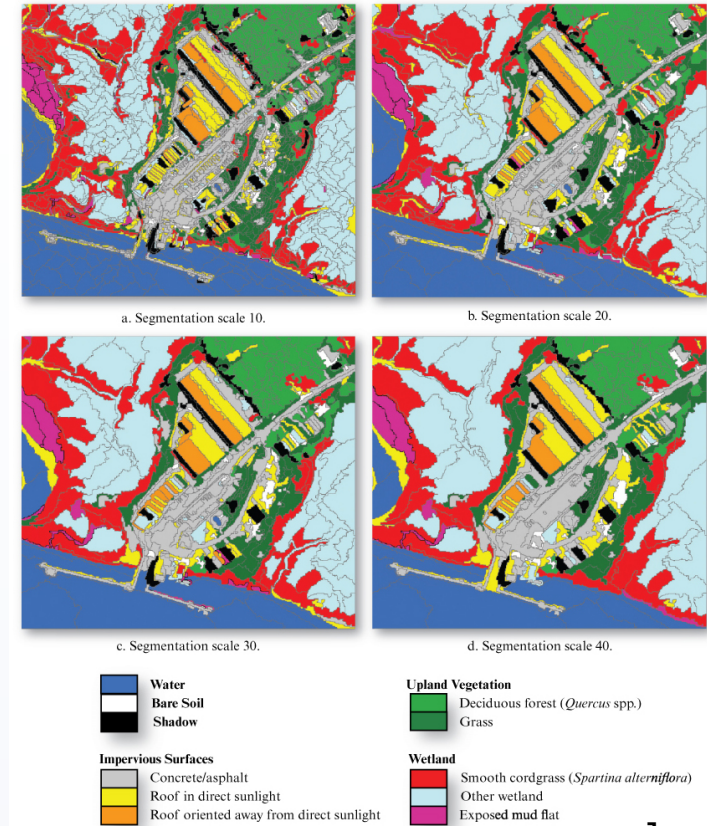 a. Segmentation scale 10.
b. Segmentation scale 20.
c. Segmentation scale 30.
d. Segmentation scale 40.
Water
Bare Soil
Shadow
Impervious Surfaces
Concrete/asphalt
Roof in direct sunlight
Roof oriented away from direct sunlight
Upland Vegetation
Deciduous forest (Quercus spp.)
Grass
Wetland
Smooth cordgrass (Spartina alterniflora)
Other wetland
Exposed mud flat